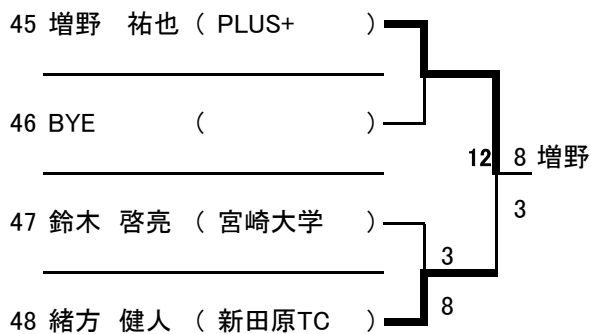 45 増野 祐也 ( PLUS+ )
46 BYE ( )
12 8 増野
47 鈴木 啓亮 ( 宮崎大学 )
3
3
48 緒方 健人 ( 新田原TC )
8